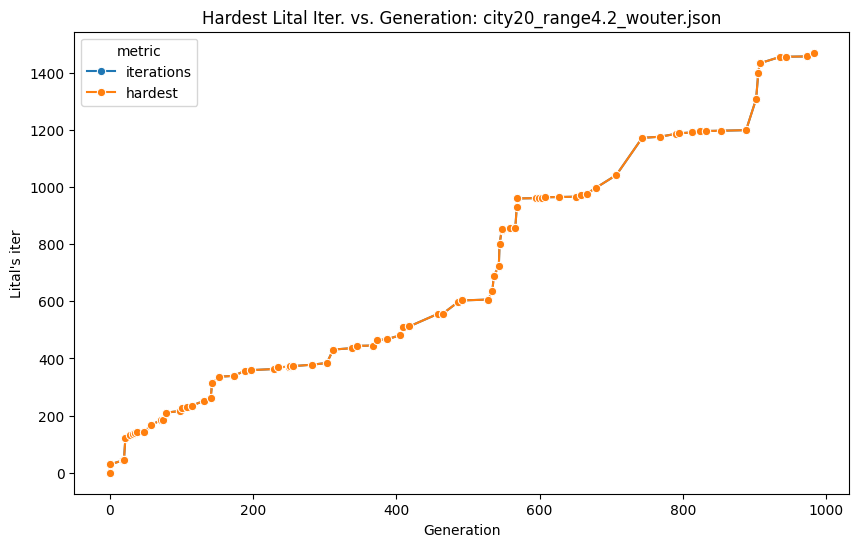 Hardest Lital Iter. vs. Generation: city20_range4.2_wouter.json
metric
iterations
hardest
1400
1200
1000
800
600
400
200
0
Lital's iter
0 200 400 600 800 1000
Generation